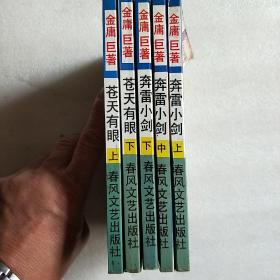 金庸巨著 苍天有眼 上 春风文艺出版社
金庸巨著 苍天有眼 下 春风文艺出版社
金庸巨著 奔雷小剑 下 春风文艺出版社
金庸巨著 奔雷小剑 中 春风文艺出版社
金庸巨著 奔雷小剑 上 春风文艺出版社